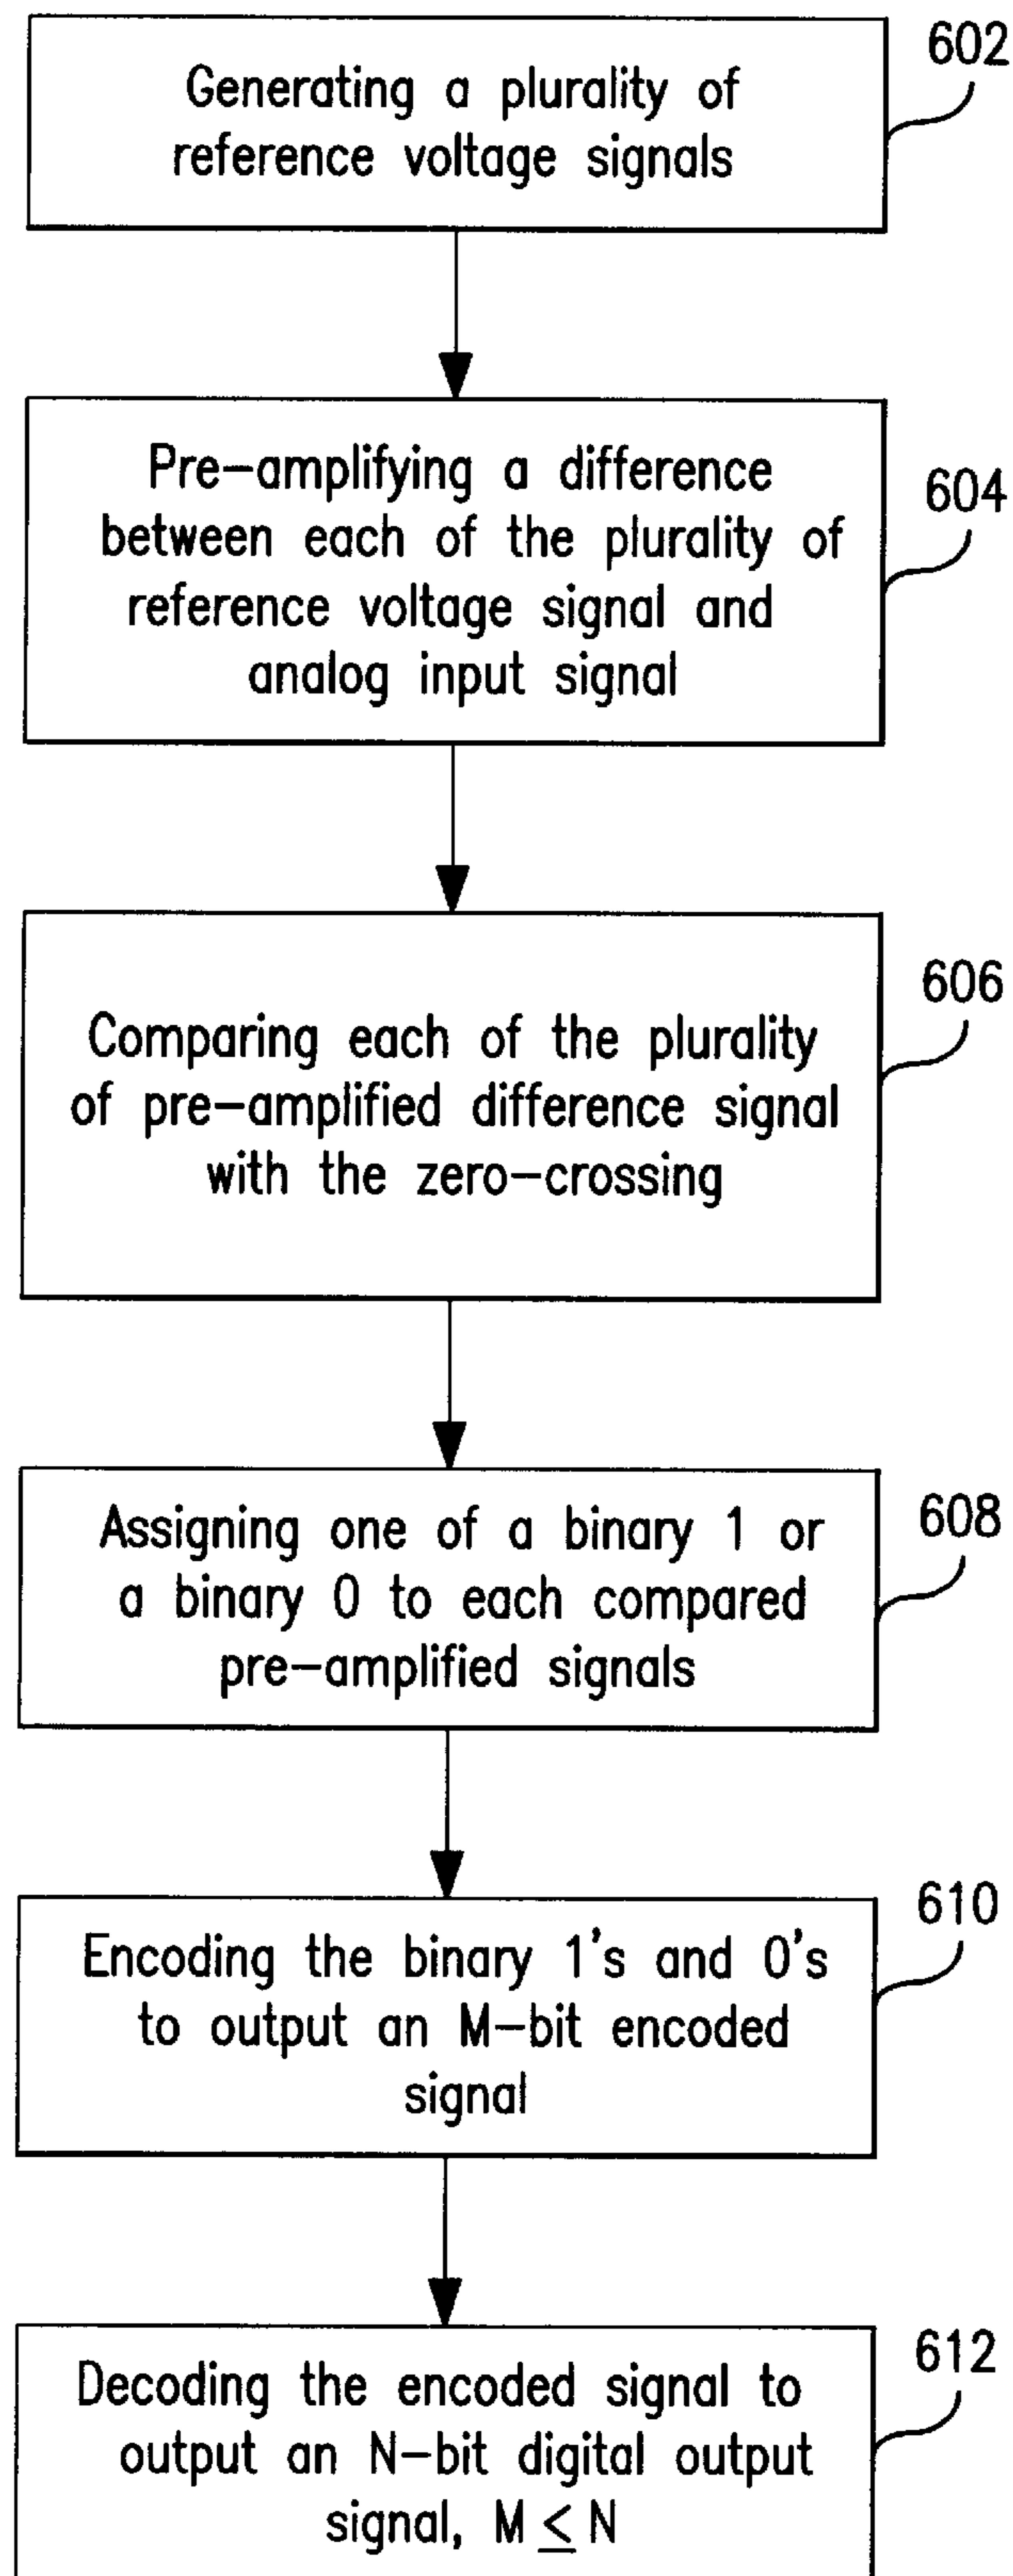 602
Generating a plurality of
reference voltage signals
604
Pre-amplifying a difference
between each of the plurality of
reference voltage signal and
analog input signal
606
Comparing each of the plurality
of pre-amplified difference signal
with the zero-crossing
608
Assigning one of a binary 1 or
a binary 0 to each compared
pre-amplified signals
610
Encoding the binary 1's and 0's
to output an M-bit encoded
signal
612
Decoding the encoded signal to
output an N-bit digital output
signal, M ≤ N